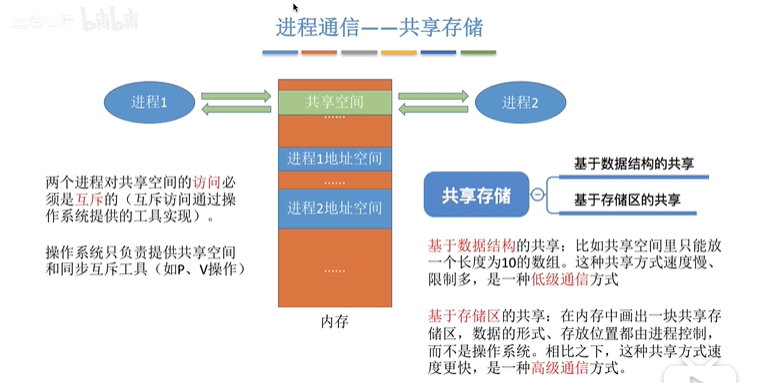 bilibili
进程通信——共享存储
进程1
共享空间
进程2
......
进程1地址空间
......
进程2地址空间
......
内存
两个进程对共享空间的访问必
须是互斥的（互斥访问通过操
作系统提供的工具实现）。
操作系统只负责提供共享空间
和同步互斥工具（如P、V操作）
共享存储
基于数据结构的共享
基于存储区的共享
基于数据结构的共享：比如共享空间里只能放
一个长度为10的数组。这种共享方式速度慢、
限制多，是一种低级通信方式
基于存储区的共享：在内存中画出一块共享存
储区，数据的形式、存放位置都由进程控制，
而不是操作系统。相比之下，这种共享方式速
度更快，是一种高级通信方式。